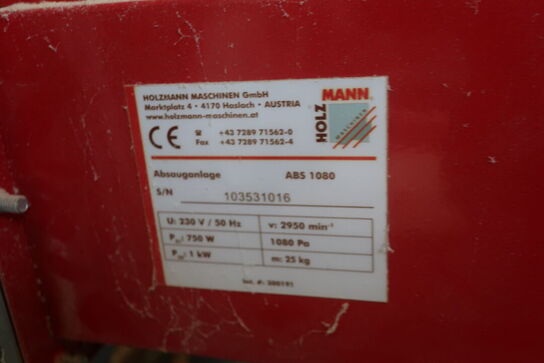 HOLZMANN MASCHINEN GmbH
Marktplatz 4 • 4170 Haslach • AUSTRIA
www.holzmann-maschinen.at
CE
☎ +43 7289 71562-0
Fax +43 7289 71562-4
HOLZ MANN
MASCHINEN
Absauganlage ABS 1080
S/N 103531016
U: 230 V / 50 Hz
v: 2950 min⁻¹
: 750 W
1080 Pa
: 1 kW
m: 25 kg